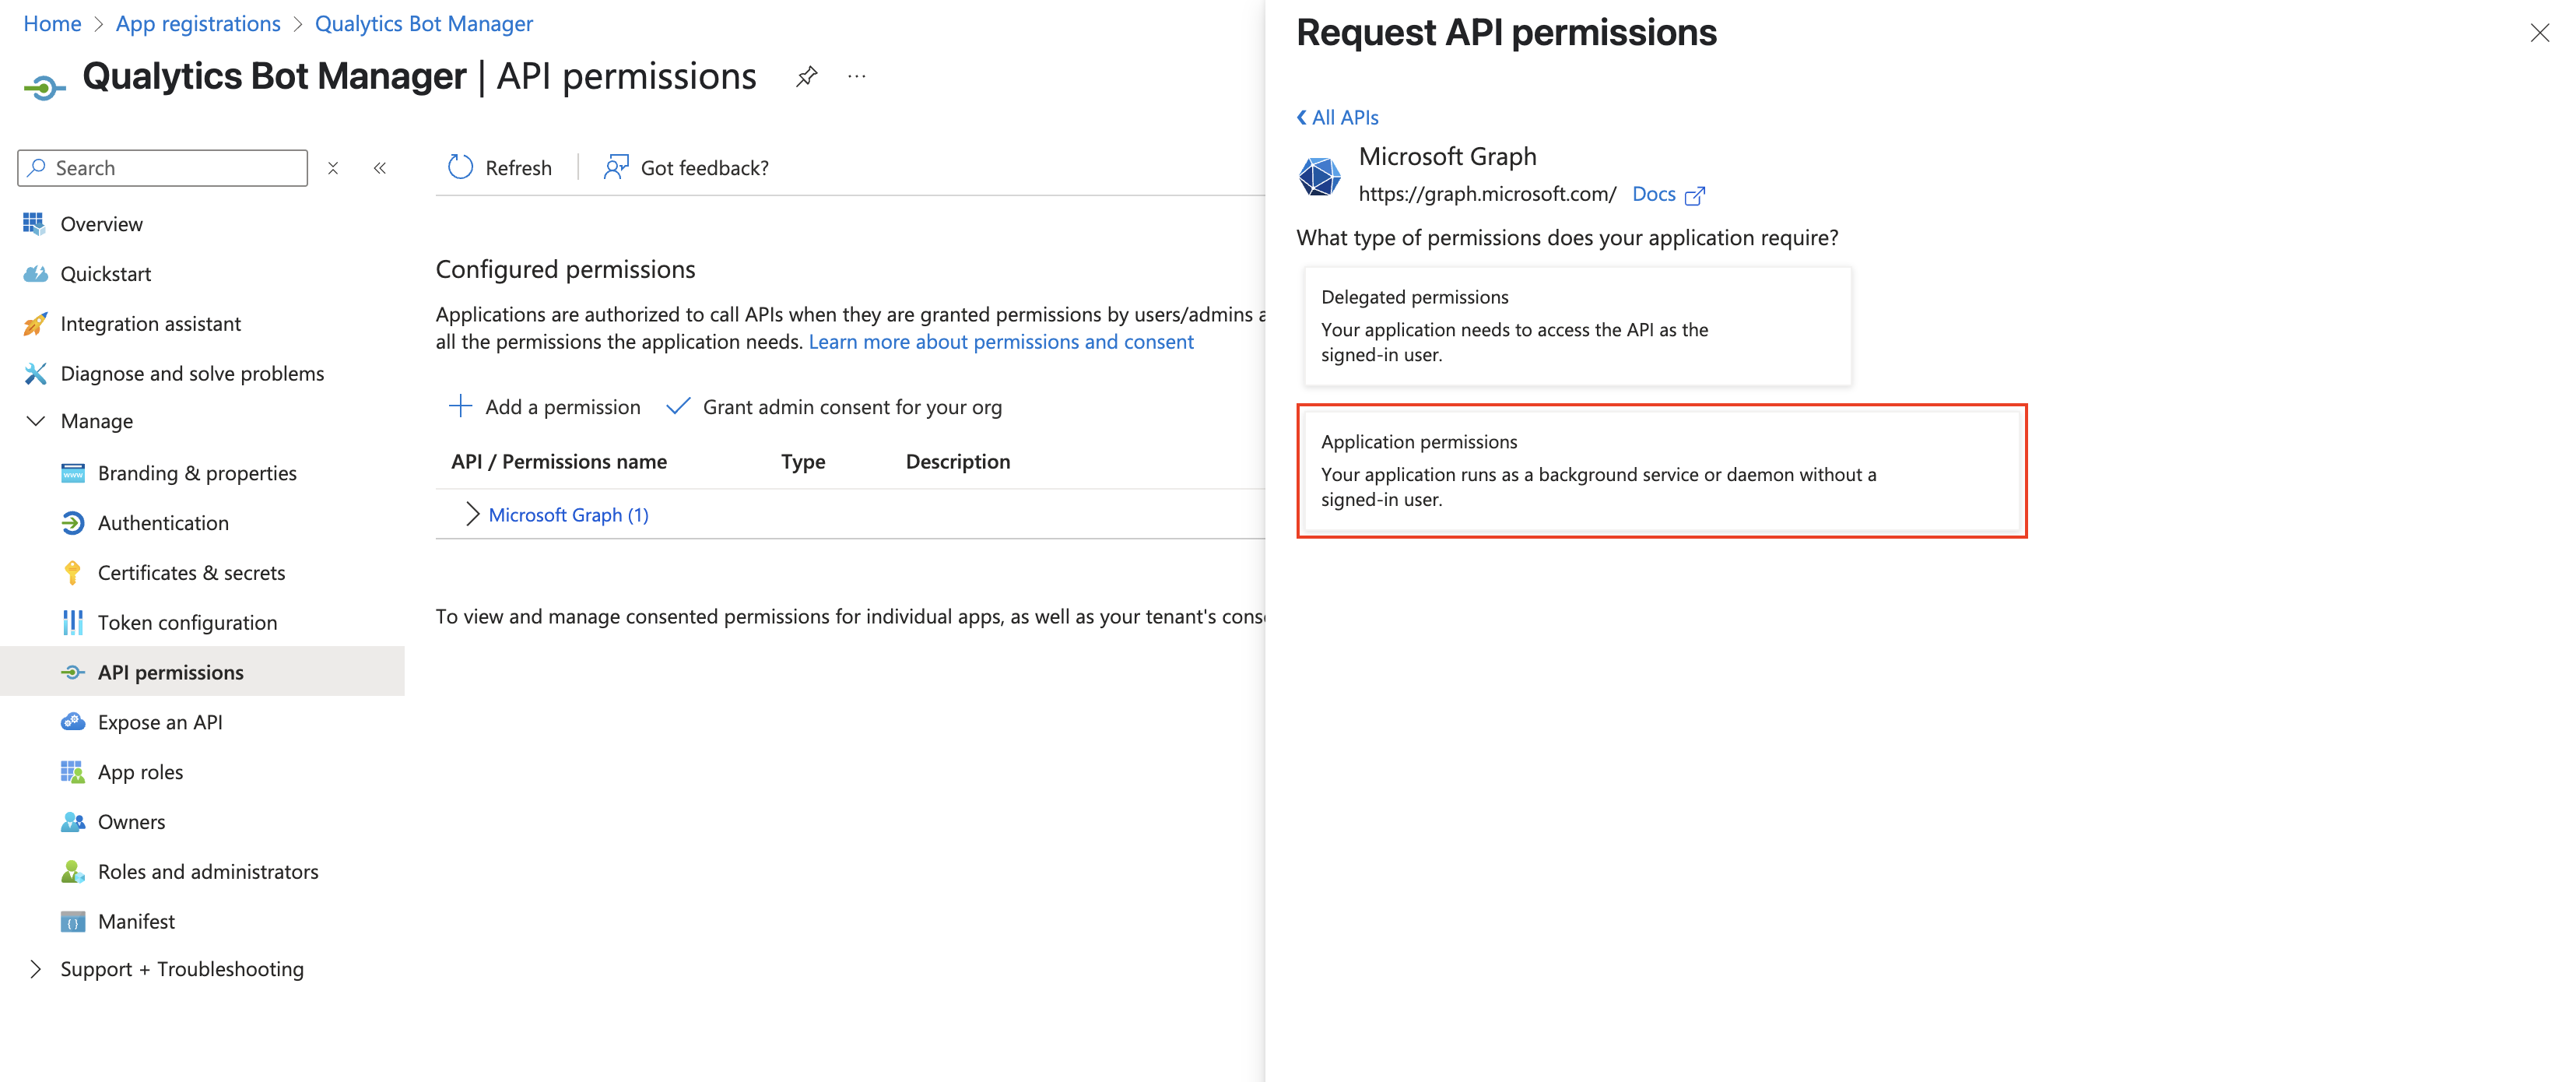 Home > App registrations > Qualytics Bot Manager
Qualytics Bot Manager | API permissions
Search
Overview
Quickstart
Integration assistant
Diagnose and solve problems
Manage
Branding & properties
Authentication
Certificates & secrets
Token configuration
API permissions
Expose an API
App roles
Owners
Roles and administrators
Manifest
Support + Troubleshooting
Refresh
Got feedback?
Configured permissions
Applications are authorized to call APIs when they are granted permissions by users/admins a
all the permissions the application needs. Learn more about permissions and consent
Add a permission
Grant admin consent for your org
API / Permissions name Type Description
Microsoft Graph (1)
To view and manage consented permissions for individual apps, as well as your tenant's cons
Request API permissions
All APIs
Microsoft Graph
https://graph.microsoft.com/ Docs
What type of permissions does your application require?
Delegated permissions
Your application needs to access the API as the
signed-in user.
Application permissions
Your application runs as a background service or daemon without a
signed-in user.